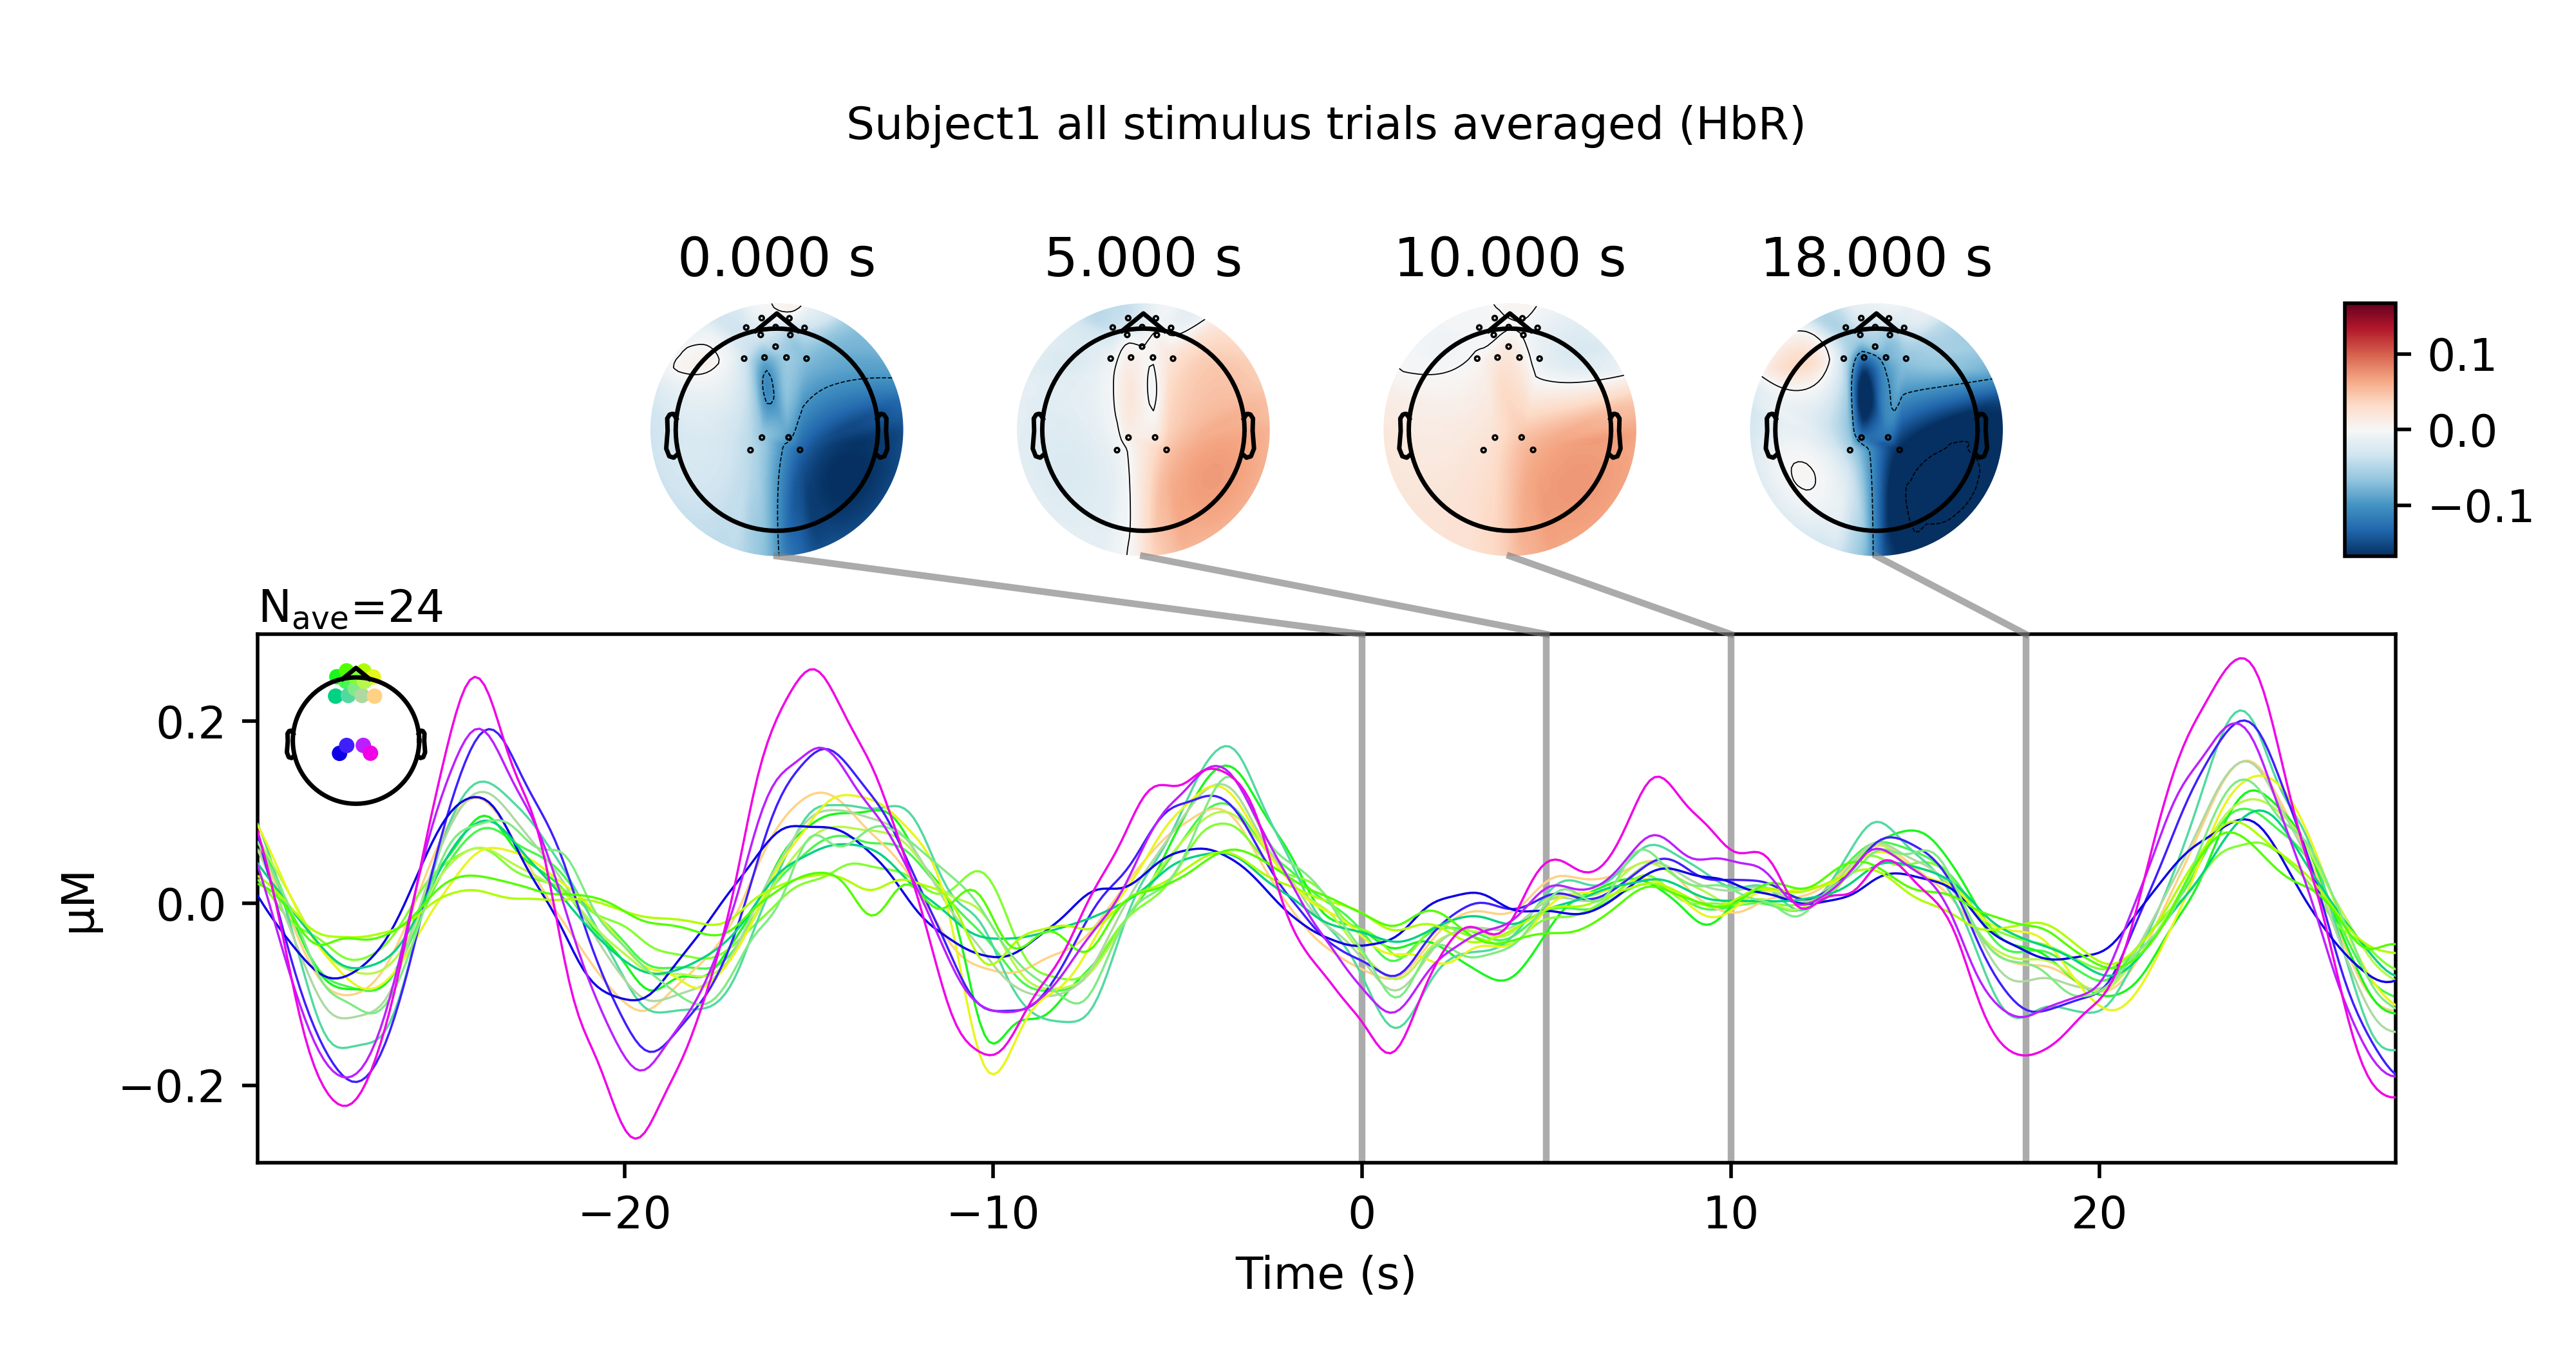 Subject1 all stimulus trials averaged (HbR)
0.000 s 5.000 s 10.000 s 18.000 s
0.1
0.0
−0.1
Nave=24
0.2
0.0
−0.2
µM
−20 −10 0 10 20
Time (s)